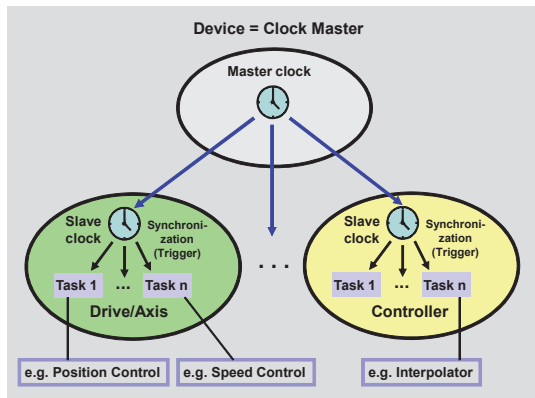 Device = Clock Master
Master clock
Slave
clock
Synchroni-
zation
(Trigger)
Task 1
...
Task n
Drive/Axis
. . .
Slave
clock
Synchroni-
zation
(Trigger)
Task 1
...
Task n
Controller
e.g. Position Control
e.g. Speed Control
e.g. Interpolator